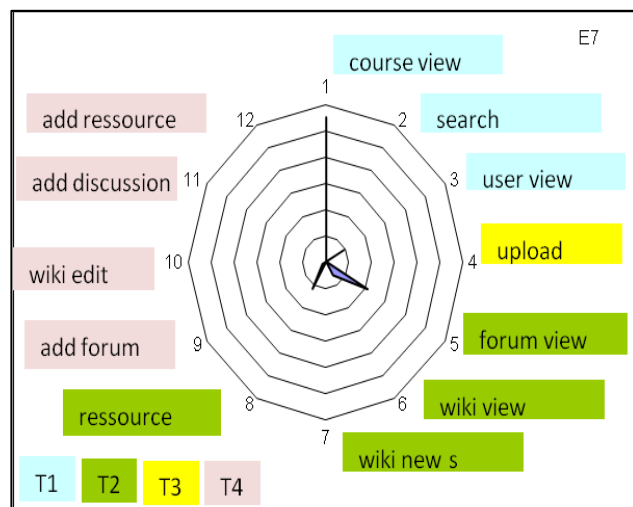 E7
course view
1
add ressource
12
2
search
add discussion
11
3
user view
wiki edit
10
4
upload
add forum
9
5
forum view
ressource
8
6
wiki view
7
wiki new s
T1
T2
T3
T4